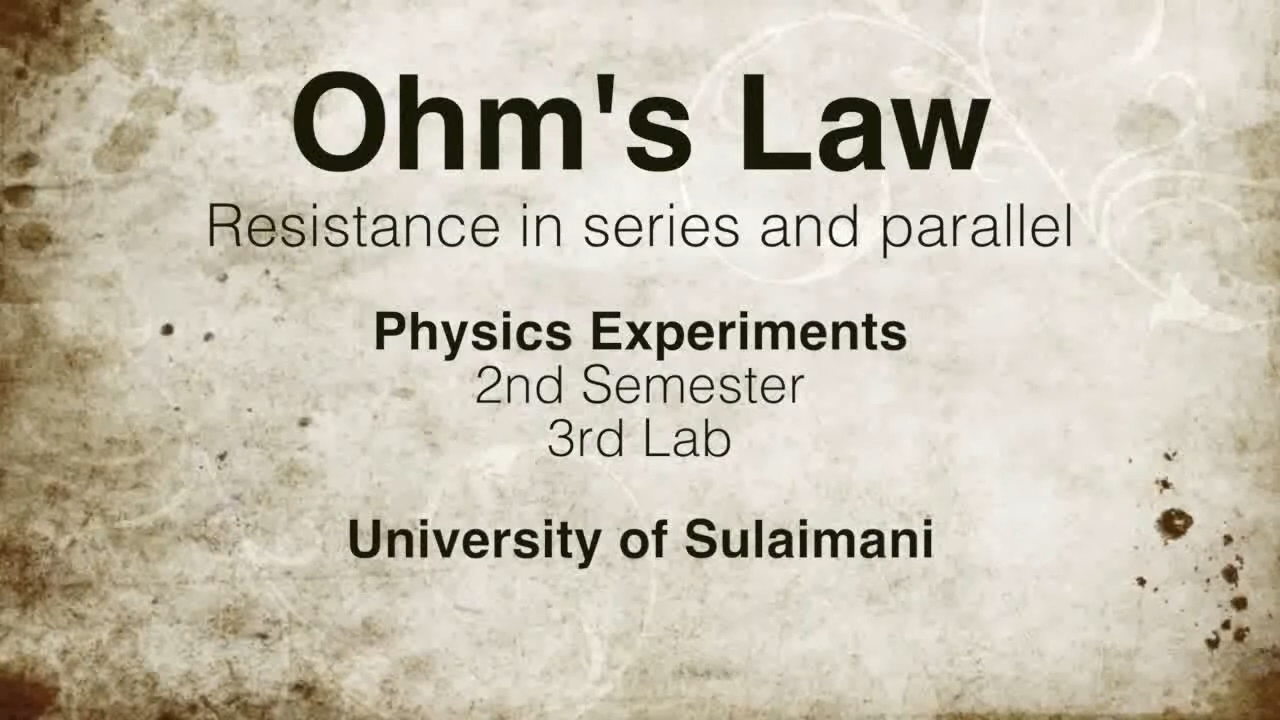 Ohm's Law
Resistance in series and parallel
Physics Experiments
2nd Semester
3rd Lab
University of Sulaimani